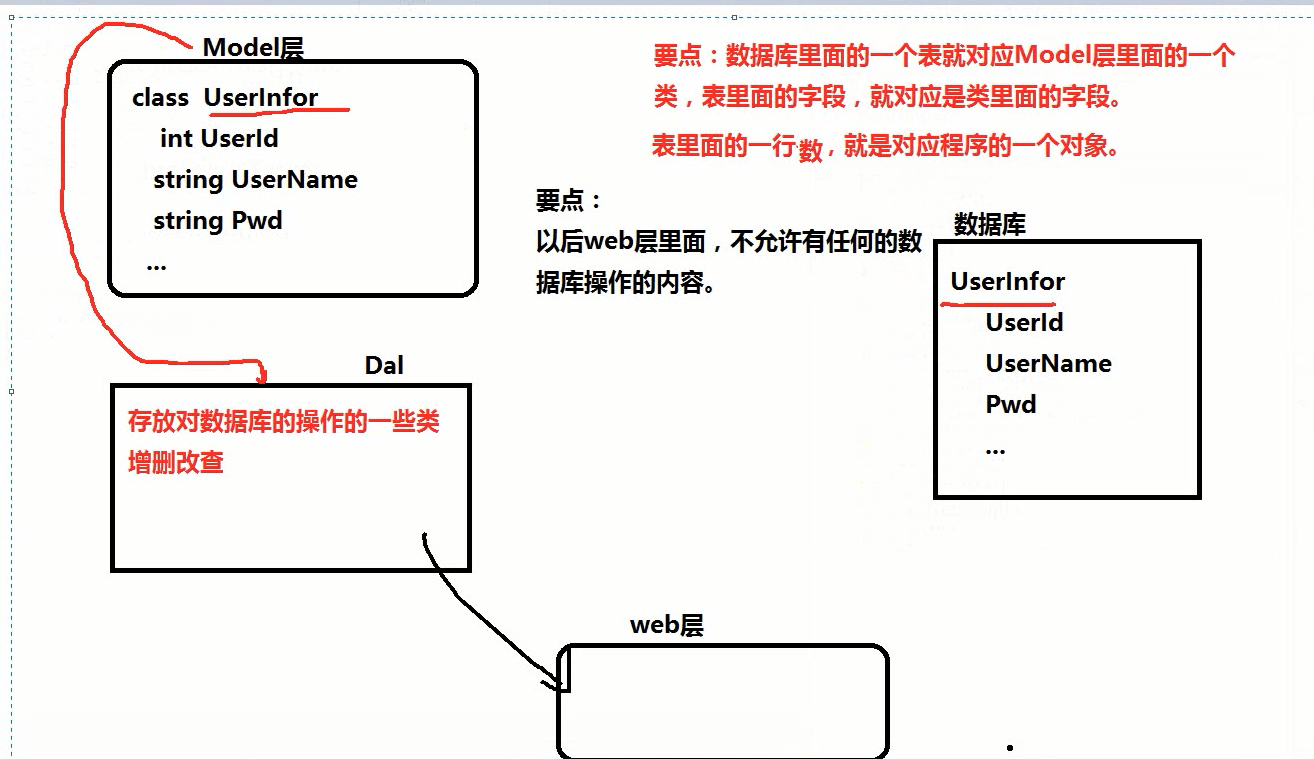 Model层
class UserInfor
int UserId
string UserName
string Pwd
...
要点：数据库里面的一个表就对应Model层里面的一个
类，表里面的字段，就对应是类里面的字段。
表里面的一行数，就是对应程序的一个对象。
要点：
以后web层里面，不允许有任何的数
据库操作的内容。
数据库
UserInfor
UserId
UserName
Pwd
...
Dal
存放对数据库的操作的一些类
增删改查
web层